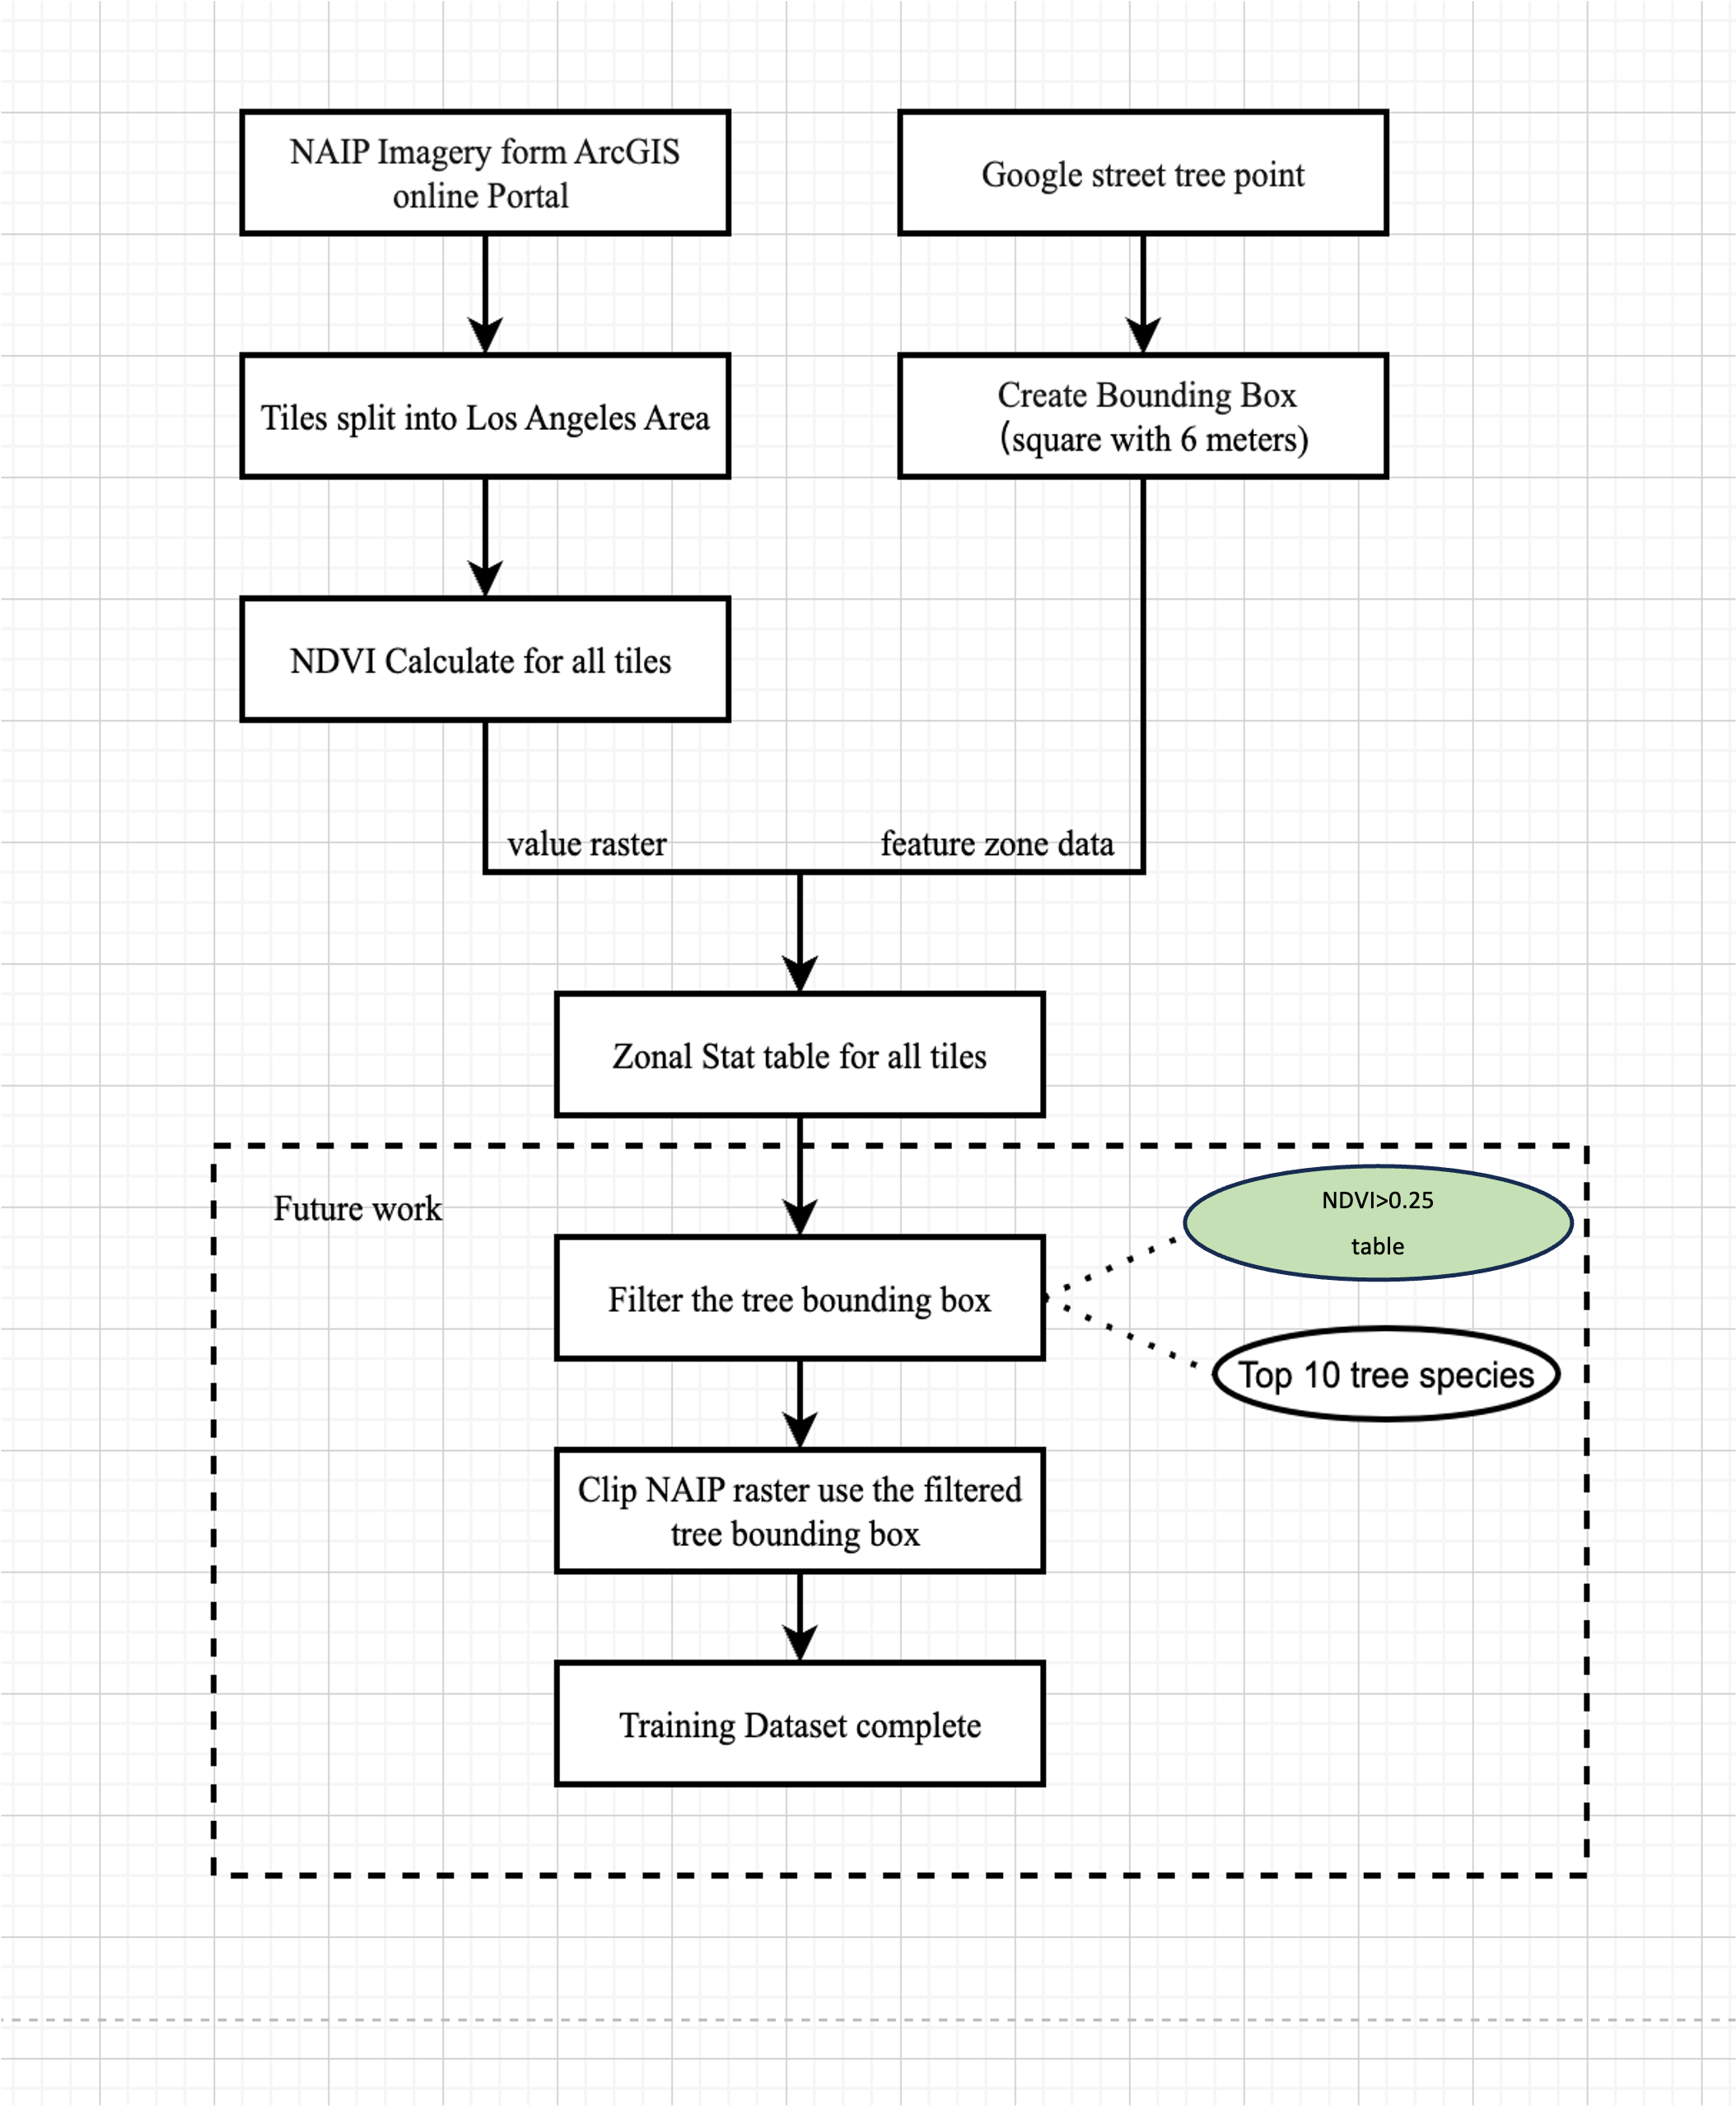 NAIP Imagery form ArcGIS
online Portal
Google street tree point
Tiles split into Los Angeles Area
Create Bounding Box
(square with 6 meters)
NDVI Calculate for all tiles
value raster
feature zone data
Zonal Stat table for all tiles
Future work
NDVI>0.25
table
Filter the tree bounding box
Top 10 tree species
Clip NAIP raster use the filtered
tree bounding box
Training Dataset complete